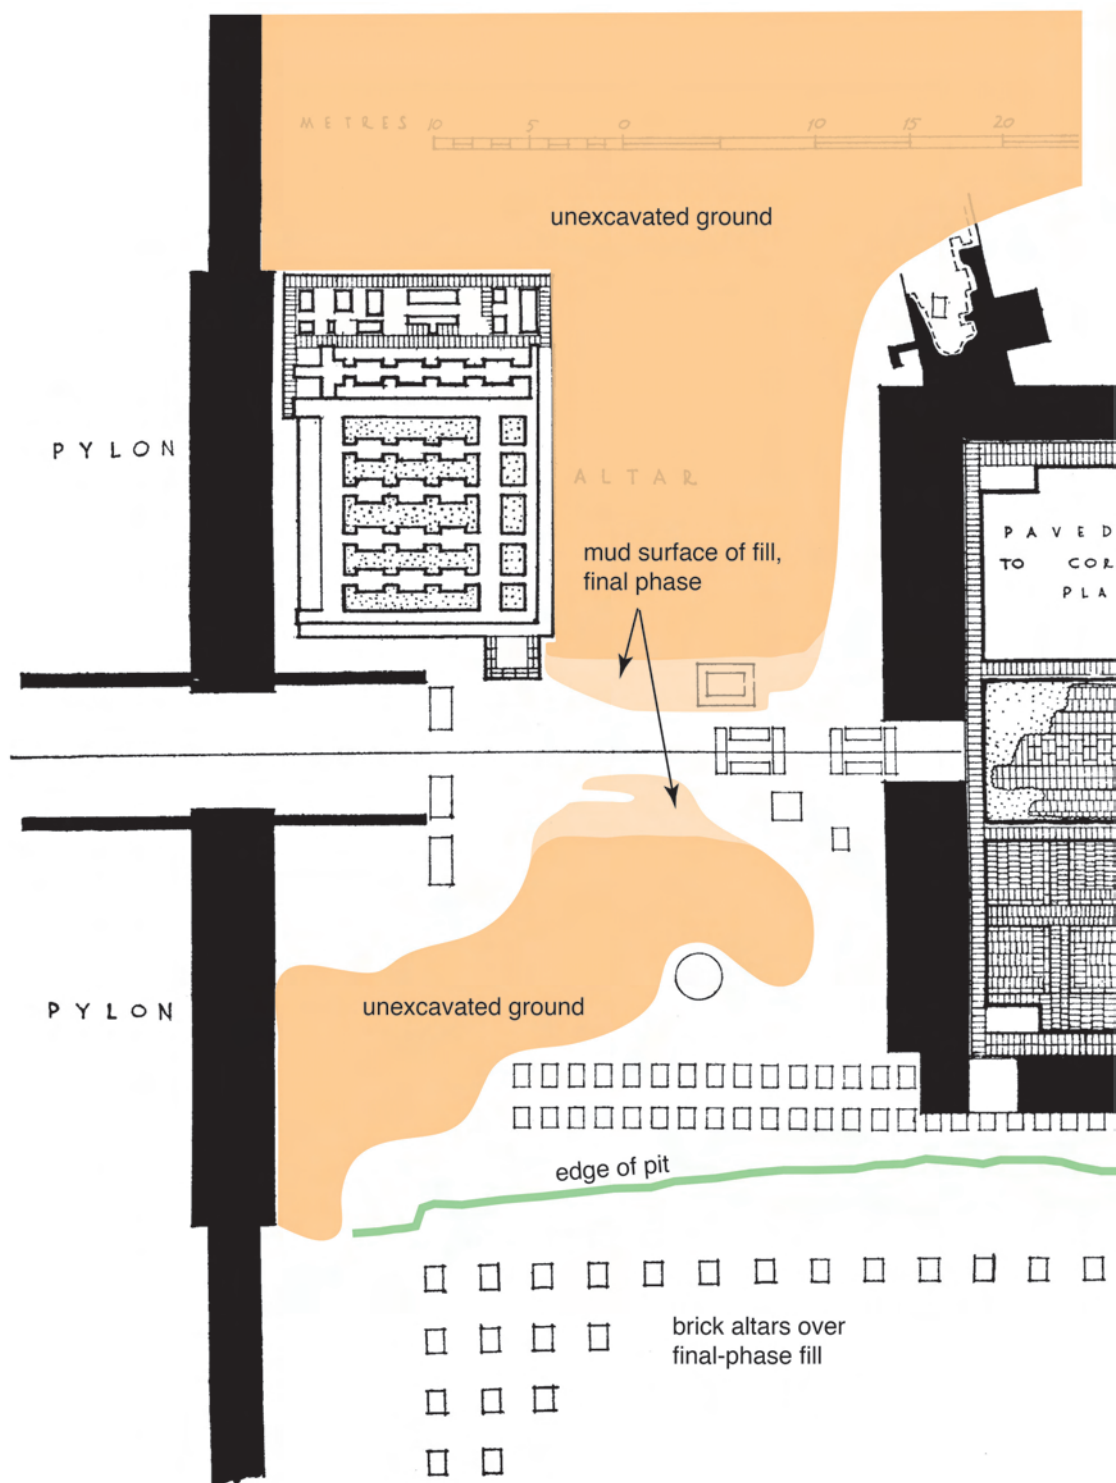 METRES 10 5 0 10 15 20
unexcavated ground
PYLON
ALTAR
mud surface of fill,
final phase
PAVED
TO COR
PLA
PYLON
unexcavated ground
edge of pit
brick altars over
final-phase fill